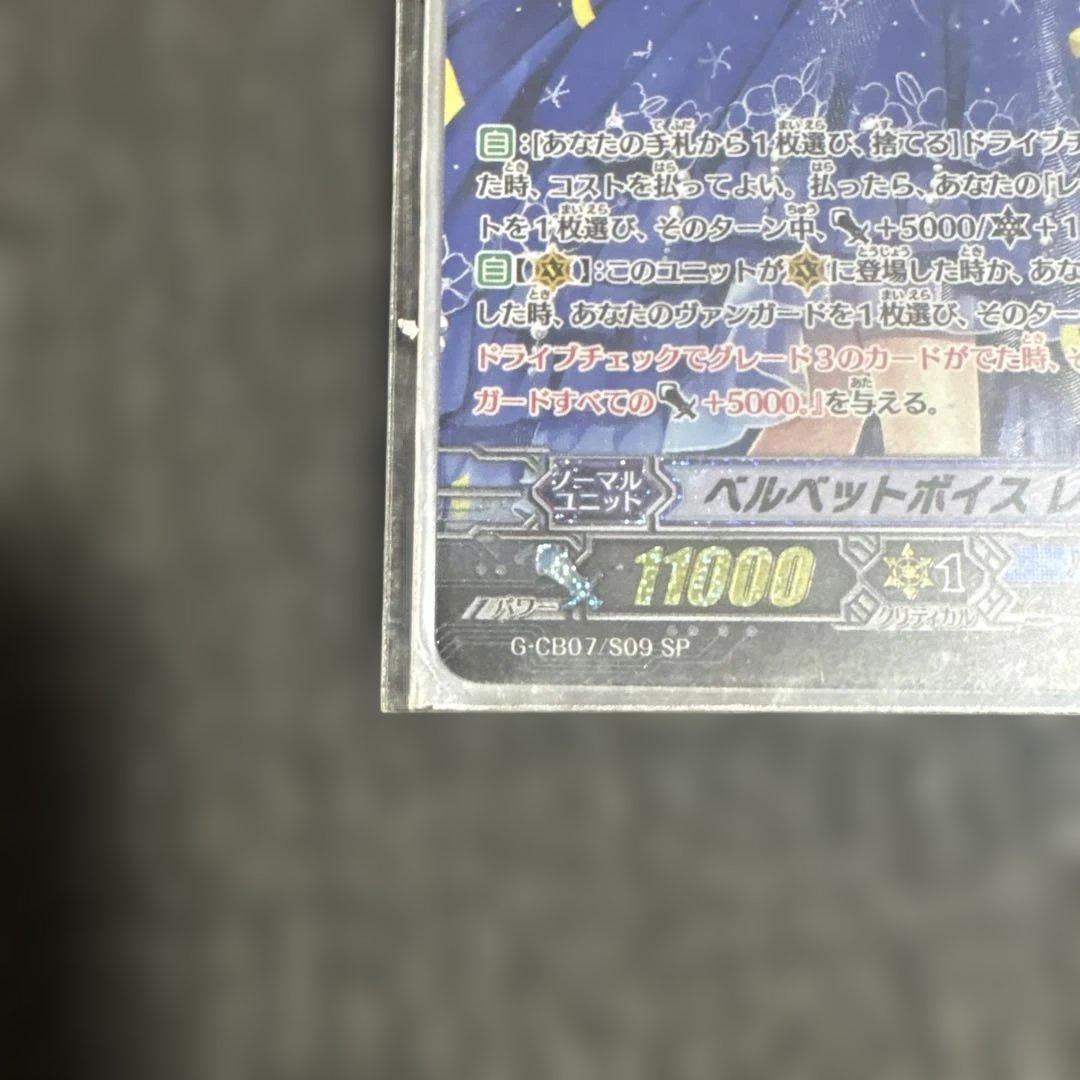 自:[あなたの手札から1枚選び、捨てる]ドライブチ
た時、コストを払ってよい。払ったら、あなたの「レ
トを1枚選び、そのターン中、+5000/+1
自【】:このユニットがに登場した時か、あな
した時、あなたのヴァンガードを1枚選び、そのター
ドライブチェックでグレード3のカードがでた時、そ
ガードすべての+5000.』を与える。
ノーマル
ユニット
ベルベットボイス レ
パワー 11000 1
クリティカル
G-CB07/S09 SP